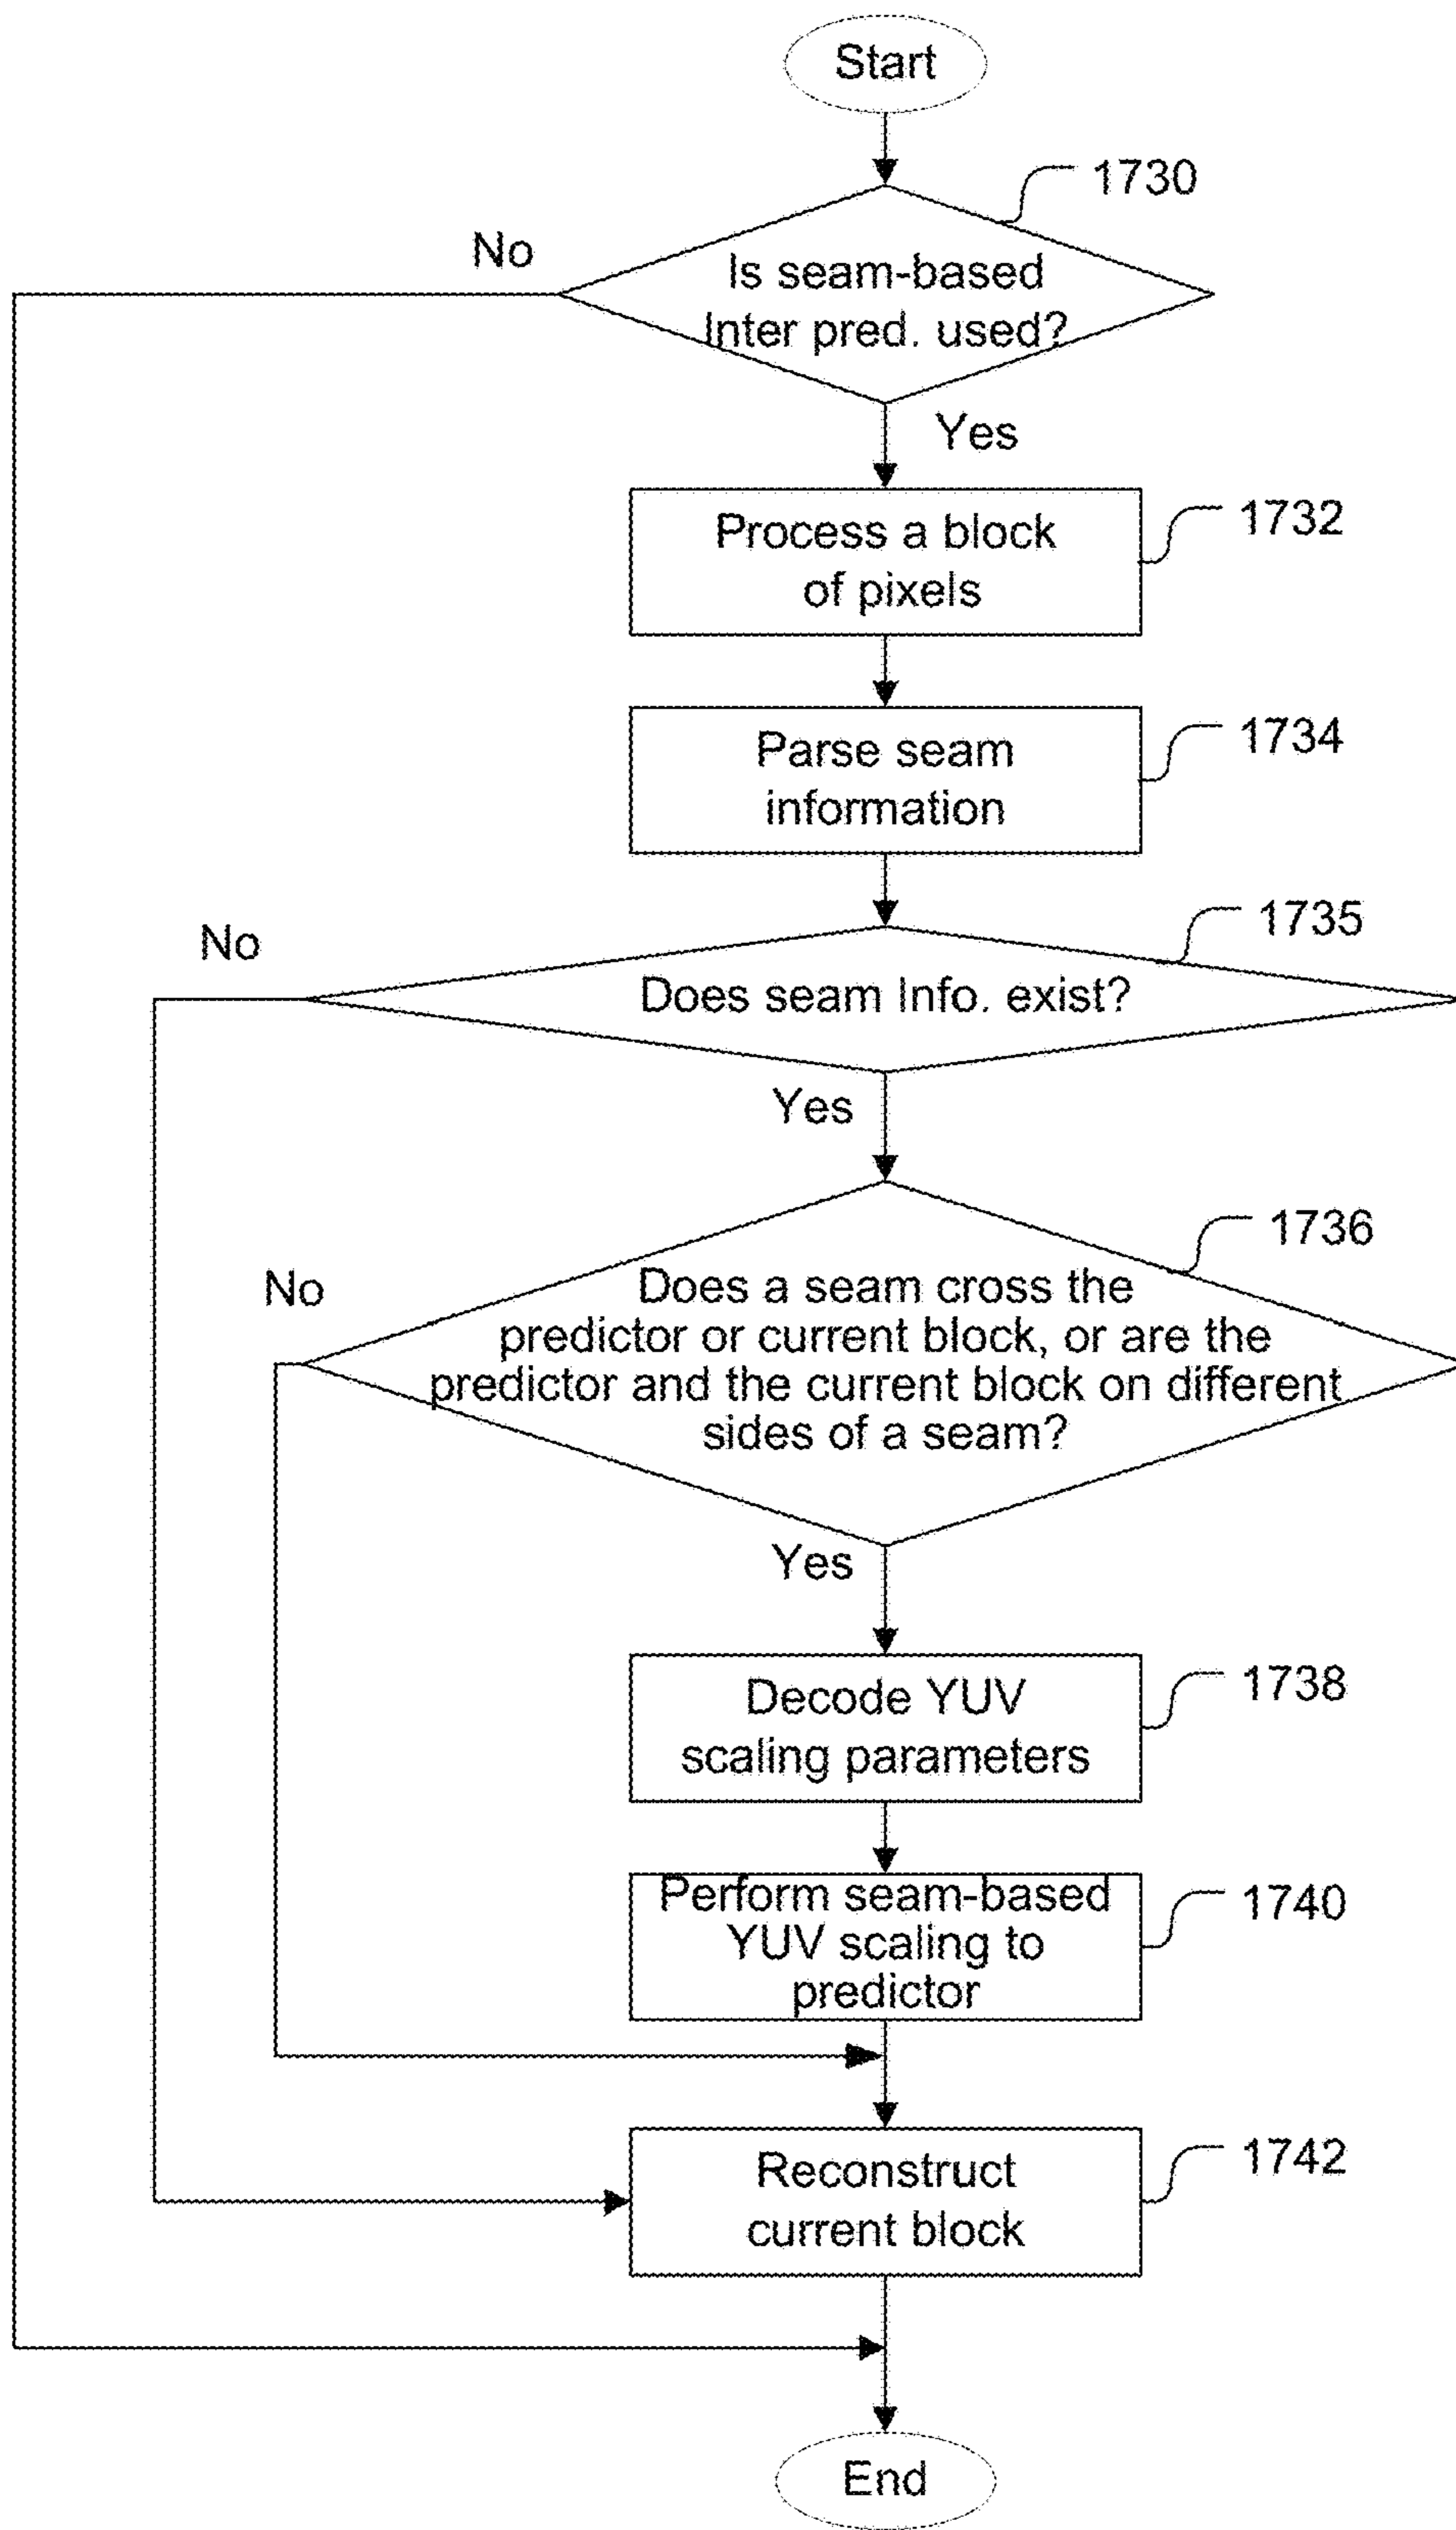 Start
1730
No
Is seam-based
Inter pred. used?
Yes
Process a block
of pixels
1732
Parse seam
information
1734
No
1735
Does seam Info. exist?
Yes
1736
No
Does a seam cross the
predictor or current block, or are the
predictor and the current block on different
sides of a seam?
Yes
Decode YUV
scaling parameters
1738
Perform seam-based
YUV scaling to
predictor
1740
Reconstruct
current block
1742
End